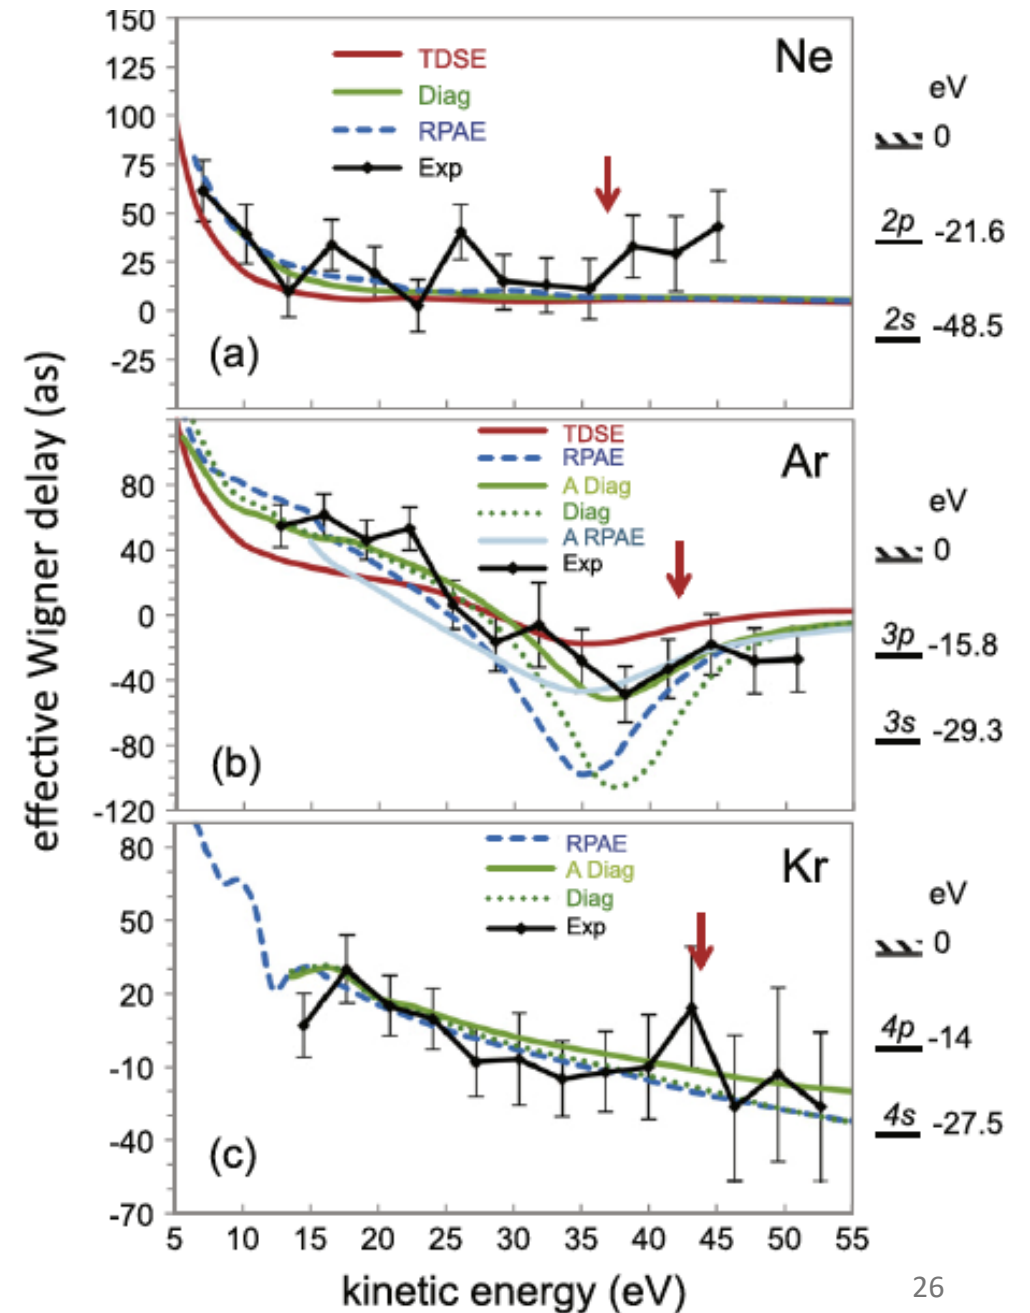 effective Wigner delay (as)
150
125
100
75
50
25
0
-25
TDSE
Diag
RPAE
Exp
Ne
(a)
eV
0
2p -21.6
2s -48.5
80
40
0
-40
-80
-120
TDSE
RPAE
A Diag
Diag
A RPAE
Exp
Ar
(b)
eV
0
3p -15.8
3s -29.3
80
50
20
-10
-40
-70
RPAE
A Diag
Diag
Exp
Kr
(c)
eV
0
4p -14
4s -27.5
5 10 15 20 25 30 35 40 45 50 55
kinetic energy (eV)
26